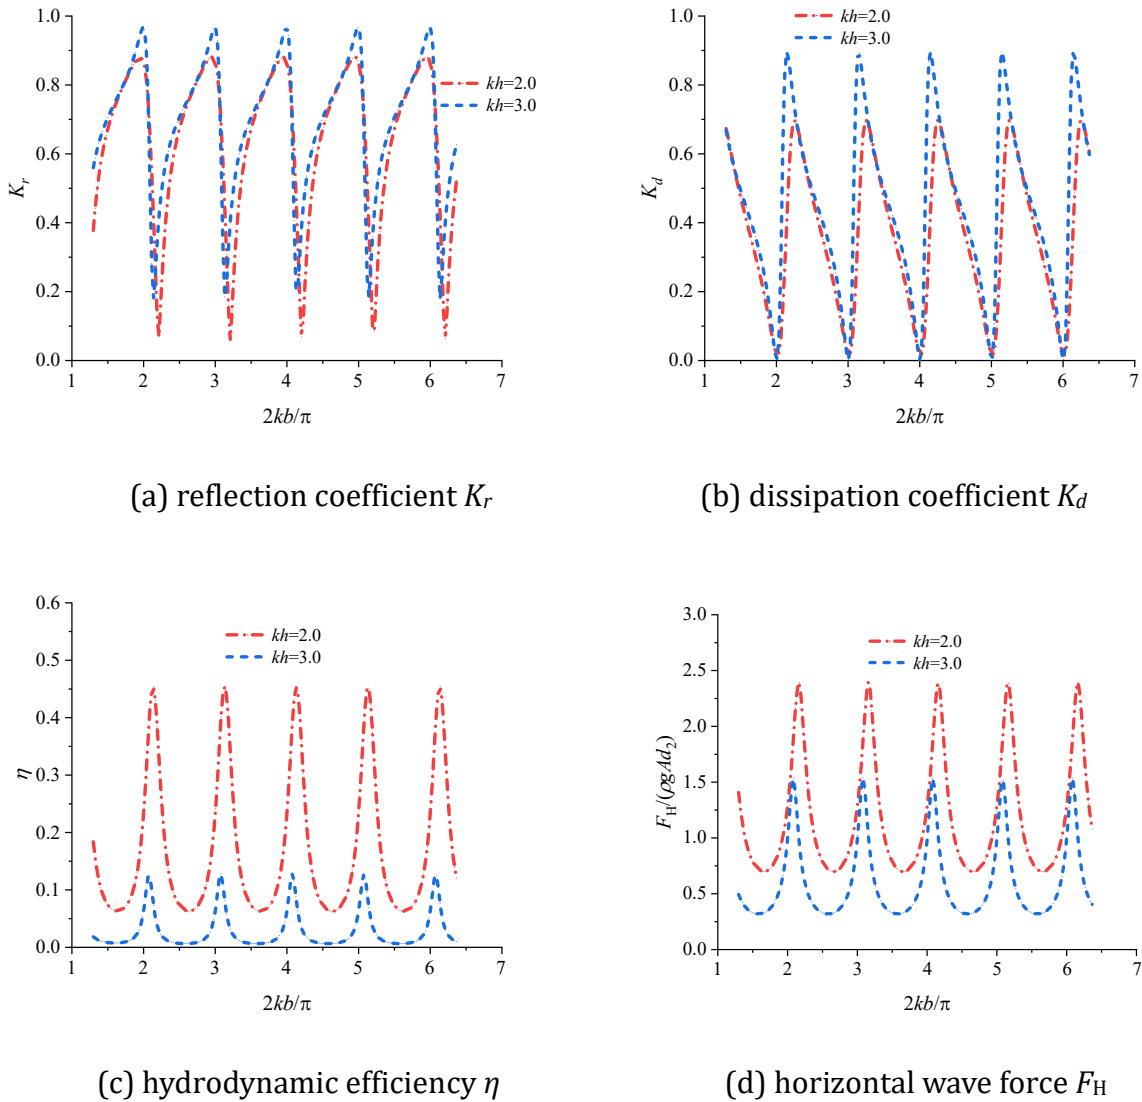 1.0
0.8
0.6
0.4
0.2
0.0
K_r
kh=2.0
kh=3.0
1 2 3 4 5 6 7
2kb/π
(a) reflection coefficient K_r
1.0
0.8
0.6
0.4
0.2
0.0
K_d
kh=2.0
kh=3.0
1 2 3 4 5 6 7
2kb/π
(b) dissipation coefficient K_d
0.6
0.5
0.4
0.3
0.2
0.1
0.0
η
kh=2.0
kh=3.0
1 2 3 4 5 6 7
2kb/π
(c) hydrodynamic efficiency η
3.0
2.5
2.0
1.5
1.0
0.5
0.0
F_H/(ρgAd_2)
kh=2.0
kh=3.0
1 2 3 4 5 6 7
2kb/π
(d) horizontal wave force F_H